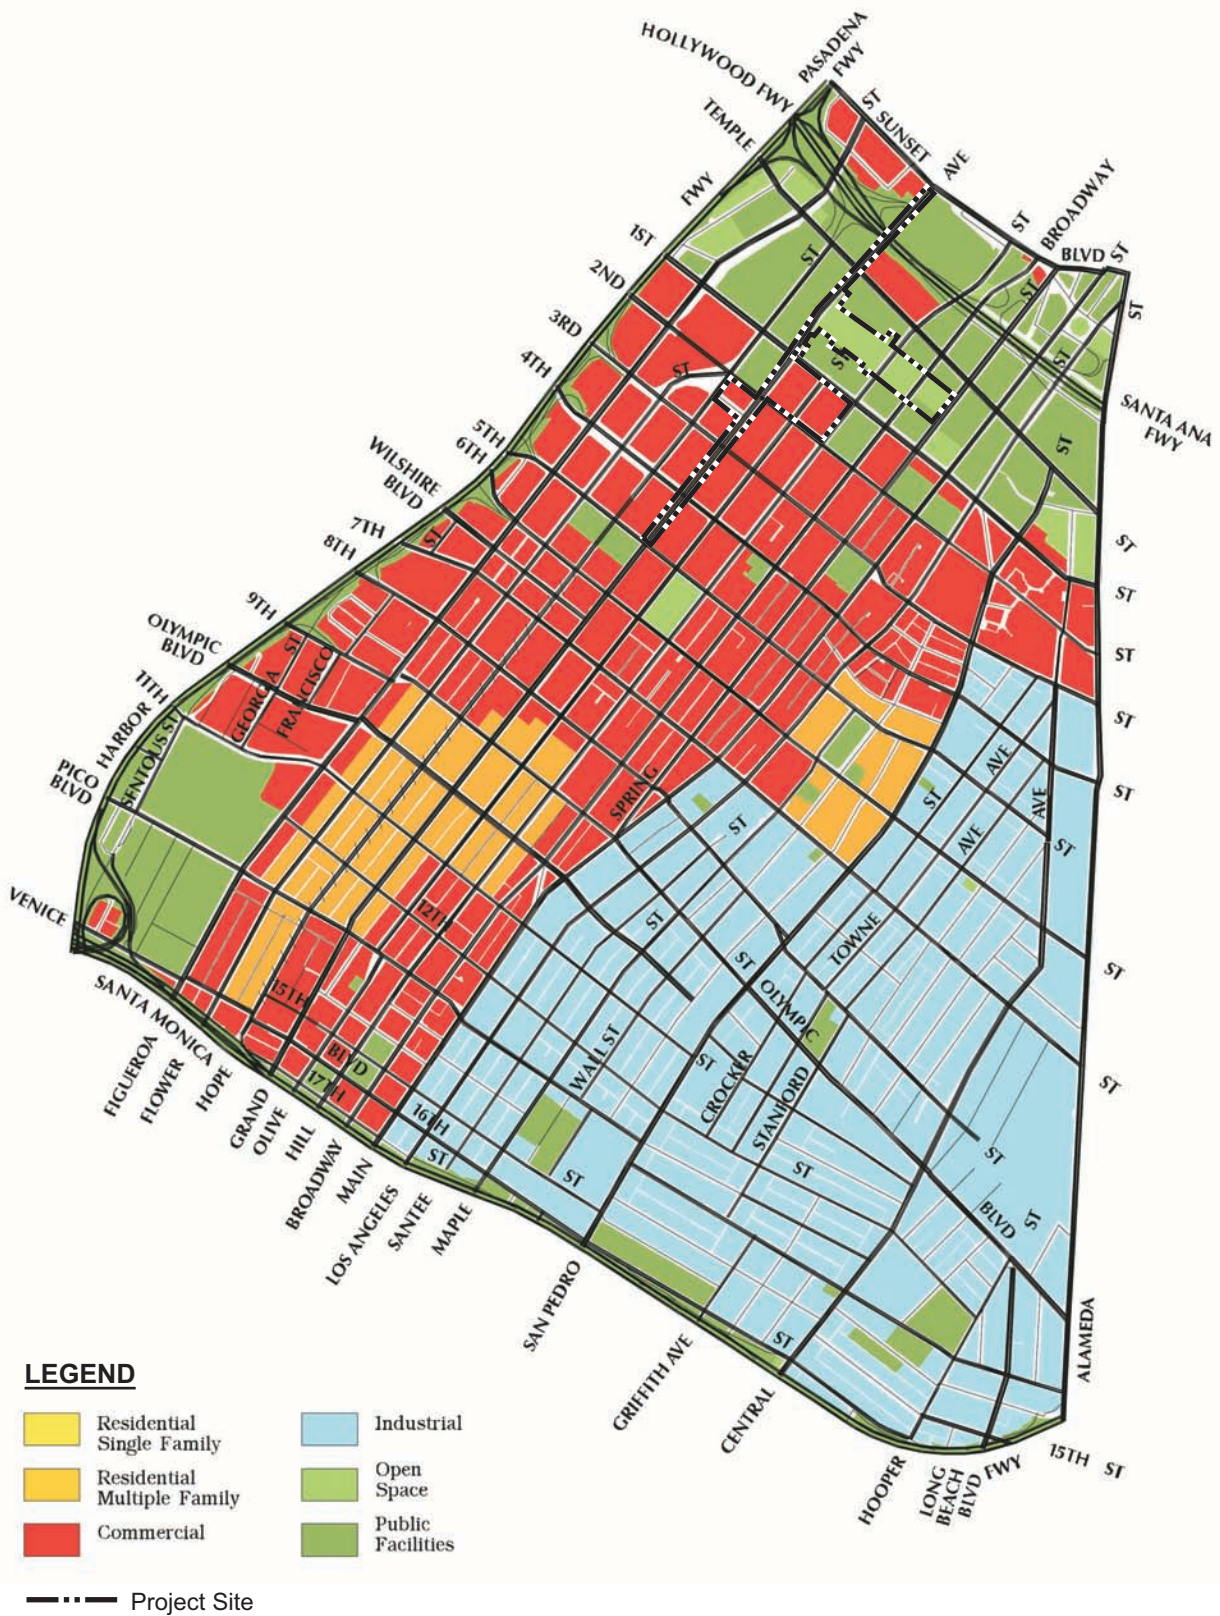 PASADENA
FWY
HOLLYWOOD FWY
TEMPLE
ST
SUNSET
AVE
FWY
ST
BROADWAY
BLVD
ST
1ST
2ND
3RD
4TH
ST
ST
ST
ST
ST
ST
ST
SANTA ANA
FWY
5TH
6TH
WILSHIRE
BLVD
7TH
8TH
ST
9TH
OLYMPIC
BLVD
11TH
HARBOR
PICO
BLVD
VENICE
SENTOUS ST
GEORGIA
ST
FRANCISCO
ST
ST
ST
ST
ST
ST
SPRING
ST
AVE
ST
AVE
AVE
ST
12TH
ST
ST
TOWNE
OLYMPIC
ST
ST
15TH
BLVD
17TH
16TH
ST
WALL ST
ST
CROCKER
STANFORD
ST
ST
ST
BLVD
ST
SANTA MONICA
FIGUEROA
FLOWER
HOPE
GRAND
OLIVE
HILL
BROADWAY
MAIN
LOS ANGELES
SANTEE
MAPLE
SAN PEDRO
GRIFFITH AVE
ST
CENTRAL
HOOPER
LONG
BEACH
BLVD
FWY
15TH ST
ALAMEDA
LEGEND
Residential
Single Family
Residential
Multiple Family
Commercial
Industrial
Open
Space
Public
Facilities
Project Site